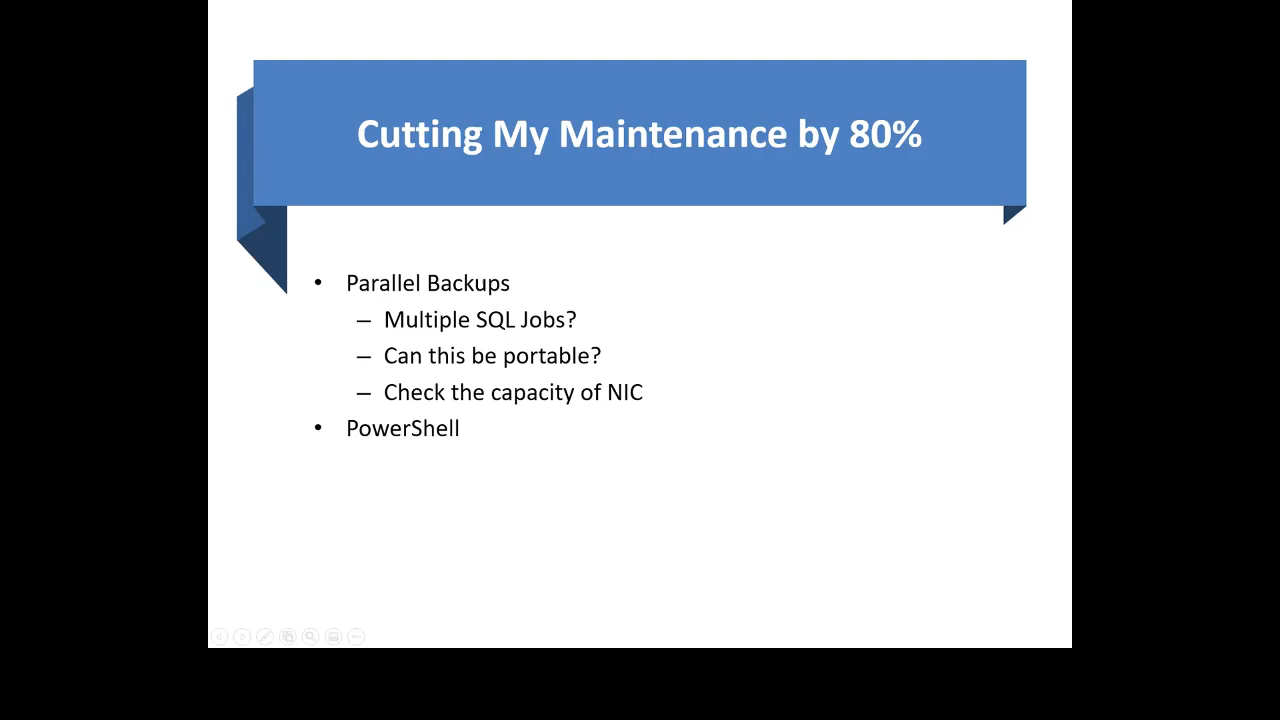 Cutting My Maintenance by 80%
• Parallel Backups
– Multiple SQL Jobs?
– Can this be portable?
– Check the capacity of NIC
• PowerShell